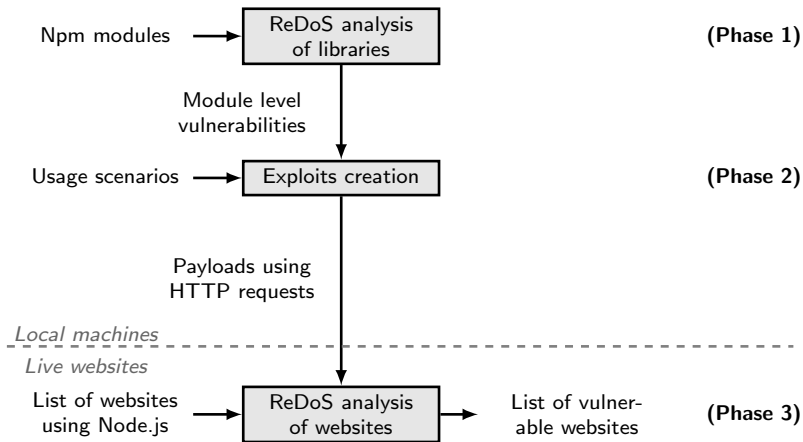 Npm modules
ReDoS analysis
of libraries
(Phase 1)
Module level
vulnerabilities
Usage scenarios
Exploits creation
(Phase 2)
Payloads using
HTTP requests
Local machines
Live websites
List of websites
using Node.js
ReDoS analysis
of websites
List of vulner-
able websites
(Phase 3)